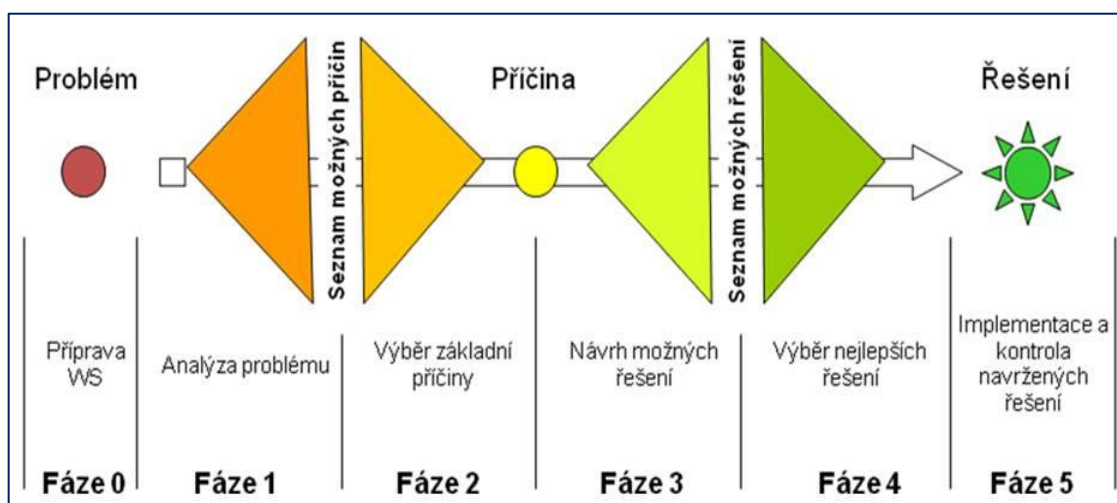 Problém
Příčina
Řešení
Seznam možných příčin
Seznam možných řešení
Příprava
WS
Analýza problému
Výběr základní
příčiny
Návrh možných
řešení
Výběr nejlepších
řešení
Implementace a
kontrola
navržených
řešení
Fáze 0
Fáze 1
Fáze 2
Fáze 3
Fáze 4
Fáze 5